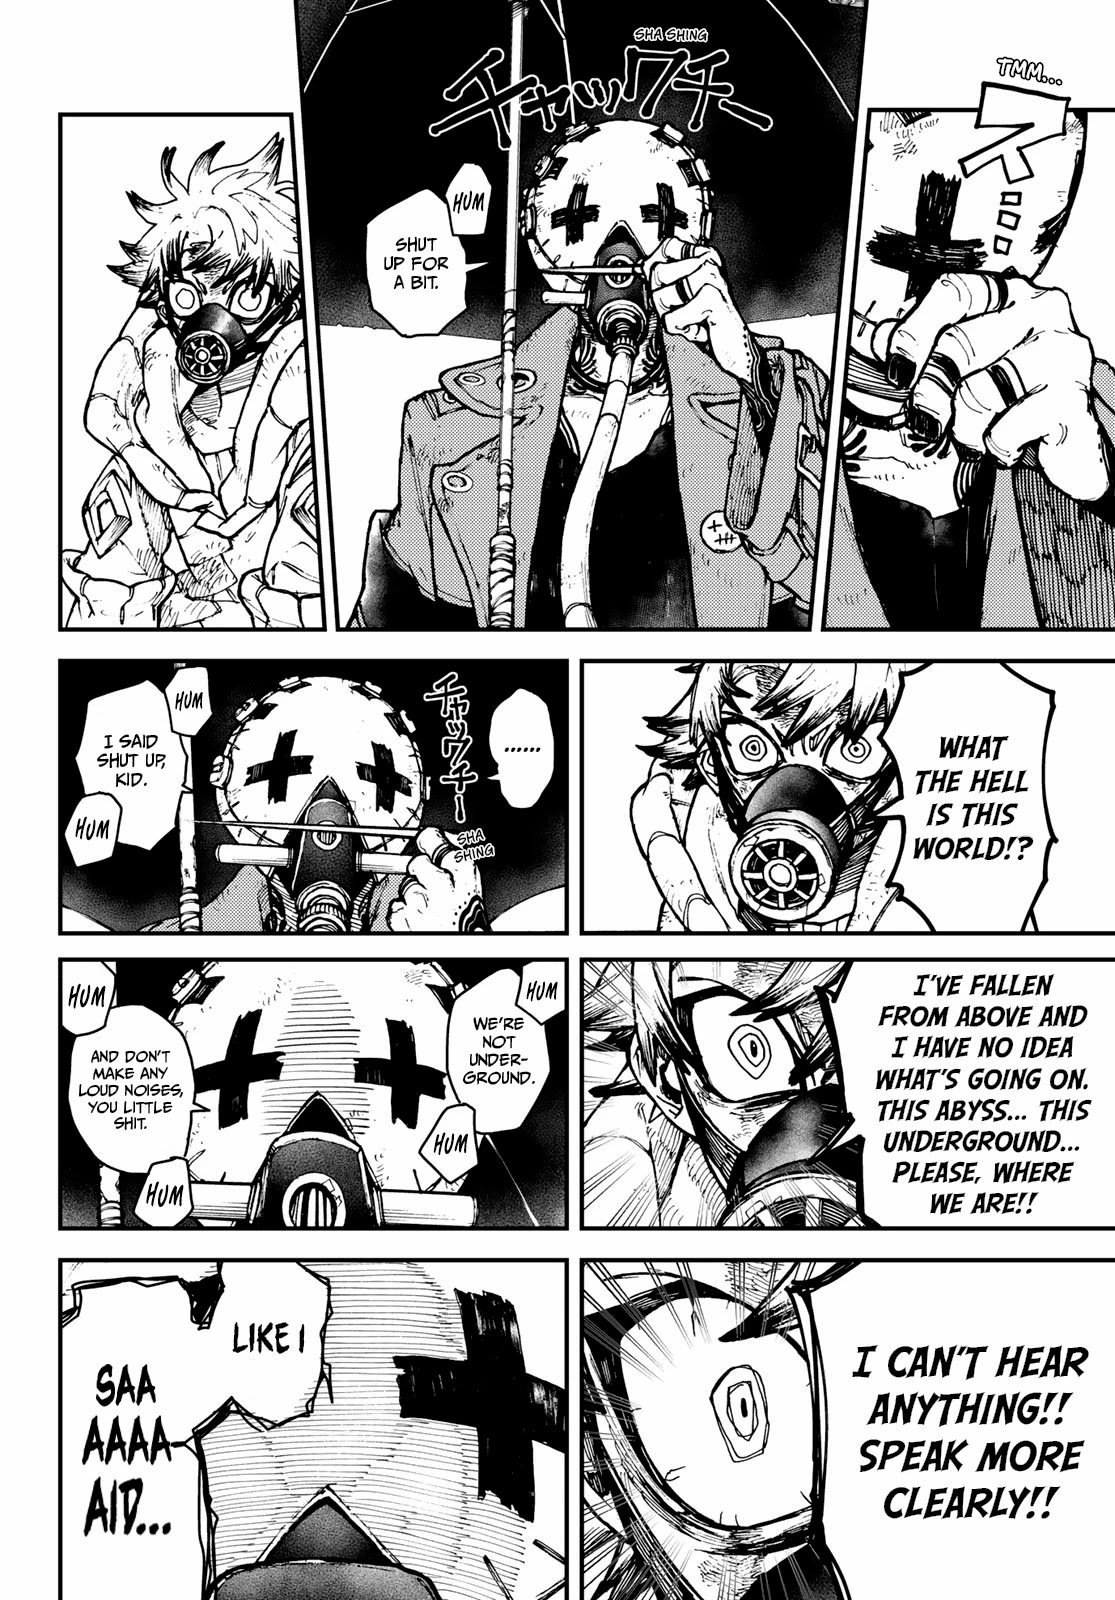 TMM...
ズ...
SHA SHING
チャッワチー
HUM
SHUT
UP FOR
A BIT.
WHAT
THE HELL
IS THIS
WORLD!?
......
チャッワチー
SHA
SHING
HUM
I SAID
SHUT UP,
KID.
HUM
I'VE FALLEN
FROM ABOVE AND
I HAVE NO IDEA
WHAT'S GOING ON.
THIS ABYSS... THIS
UNDERGROUND...
PLEASE, WHERE
WE ARE!!
HUM
WE'RE
NOT
UNDER-
GROUND.
HUM
HUM
AND DON'T
MAKE ANY
LOUD NOISES,
YOU LITTLE
SHIT.
HUM
I CAN'T HEAR
ANYTHING!!
SPEAK MORE
CLEARLY!!
LIKE I
SAA
AAAA
AID...